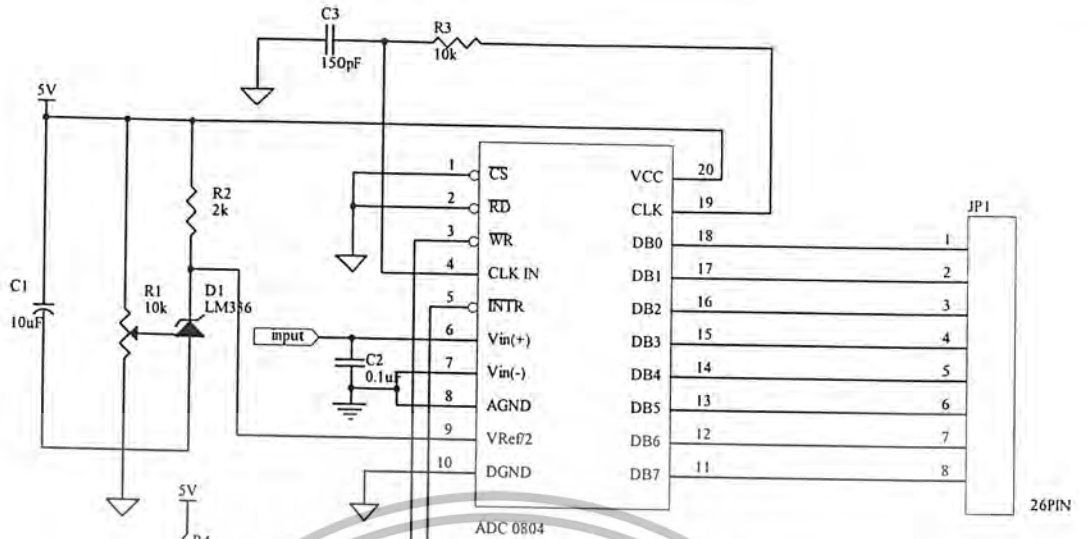 C3
150pF
R3
10k
5V
R2
2k
C1
10uF
R1
10k
D1
LM336
input
C2
0.1uF
1 CS
2 RD
3 WR
4 CLK IN
5 INTR
6 Vin(+)
7 Vin(-)
8 AGND
9 VRef/2
10 DGND
VCC 20
CLK 19
DB0 18
DB1 17
DB2 16
DB3 15
DB4 14
DB5 13
DB6 12
DB7 11
ADC 0804
JP1
1
2
3
4
5
6
7
8
26PIN
5V